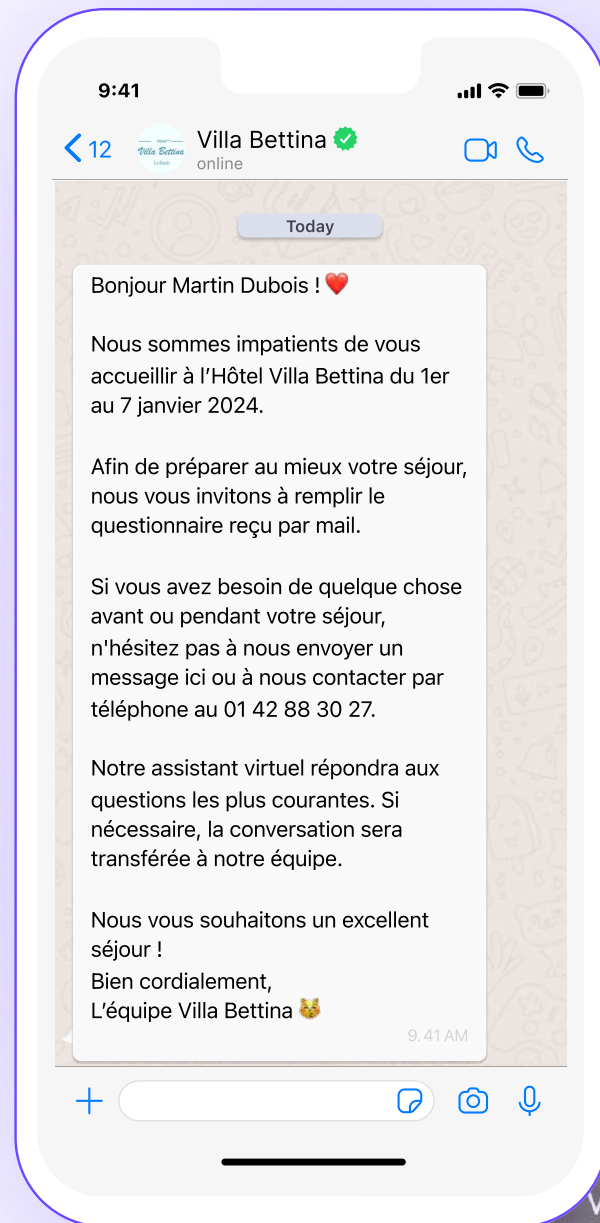 9:41
12
Villa Bettina
Villa Bettina
online
Today
Bonjour Martin Dubois ! ❤️
Nous sommes impatients de vous
accueillir à l’Hôtel Villa Bettina du 1er
au 7 janvier 2024.
Afin de préparer au mieux votre séjour,
nous vous invitons à remplir le
questionnaire reçu par mail.
Si vous avez besoin de quelque chose
avant ou pendant votre séjour,
n'hésitez pas à nous envoyer un
message ici ou à nous contacter par
téléphone au 01 42 88 30 27.
Notre assistant virtuel répondra aux
questions les plus courantes. Si
nécessaire, la conversation sera
transférée à notre équipe.
Nous vous souhaitons un excellent
séjour !
Bien cordialement,
L’équipe Villa Bettina 😽
9.41 AM